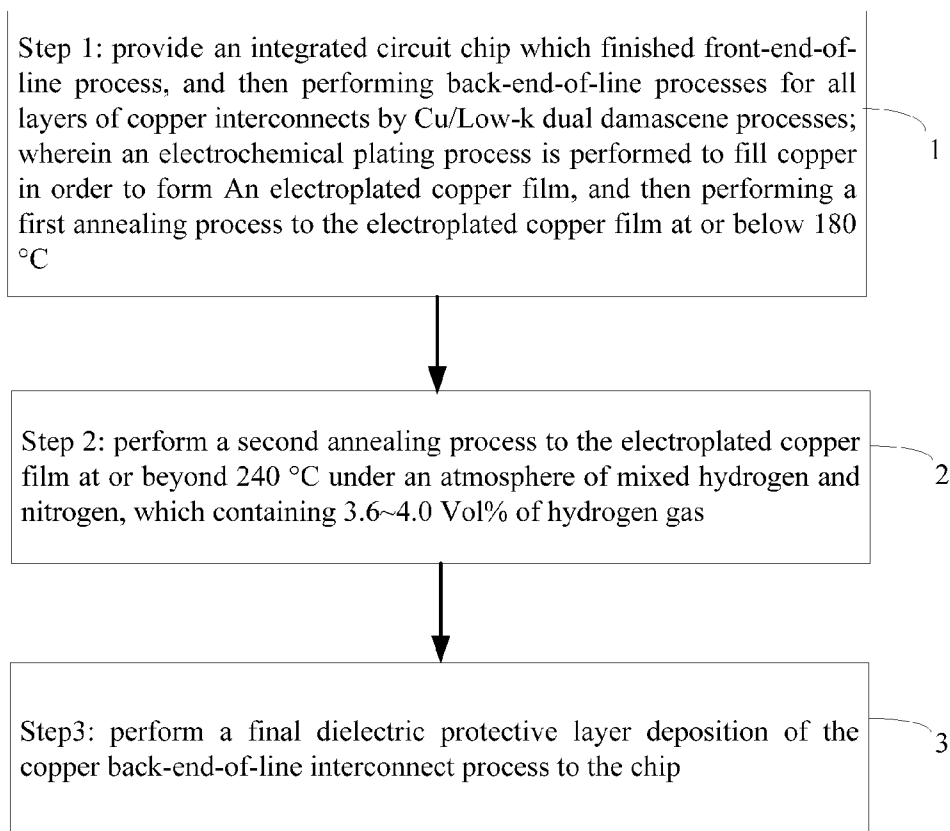 Step 1: provide an integrated circuit chip which finished front-end-of-
line process, and then performing back-end-of-line processes for all
layers of copper interconnects by Cu/Low-k dual damascene processes;
wherein an electrochemical plating process is performed to fill copper
in order to form An electroplated copper film, and then performing a
first annealing process to the electroplated copper film at or below 180
°C
1
Step 2: perform a second annealing process to the electroplated copper
film at or beyond 240 °C under an atmosphere of mixed hydrogen and
nitrogen, which containing 3.6~4.0 Vol% of hydrogen gas
2
Step3: perform a final dielectric protective layer deposition of the
copper back-end-of-line interconnect process to the chip
3